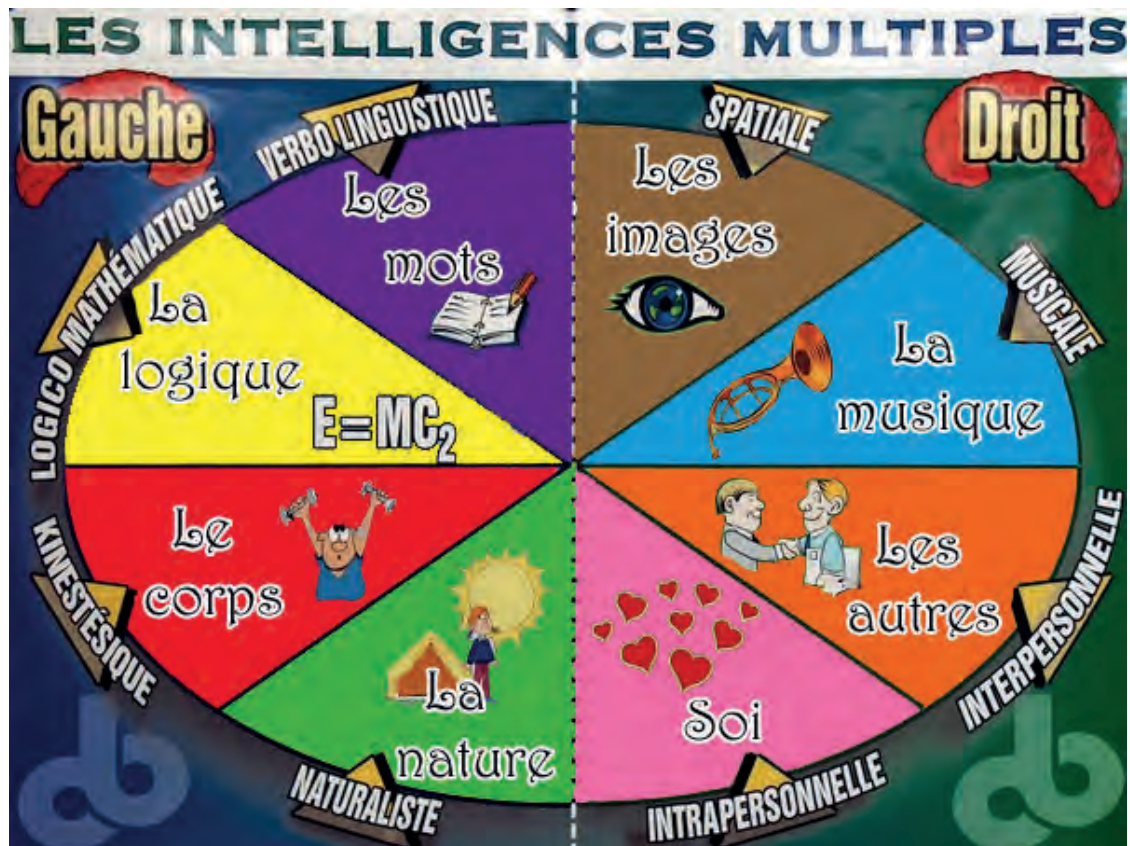 LES INTELLIGENCES MULTIPLES
Gauche
Droit
VERBO LINGUISTIQUE
SPATIALE
Les
mots
Les
images
LOGICO MATHÉMATIQUE
La
logique
E=MC2
MUSICALE
La
musique
KINESTÉSIQUE
Le
corps
INTERPERSONNELLE
Les
autres
NATURALISTE
La
nature
INTRAPERSONNELLE
Soi